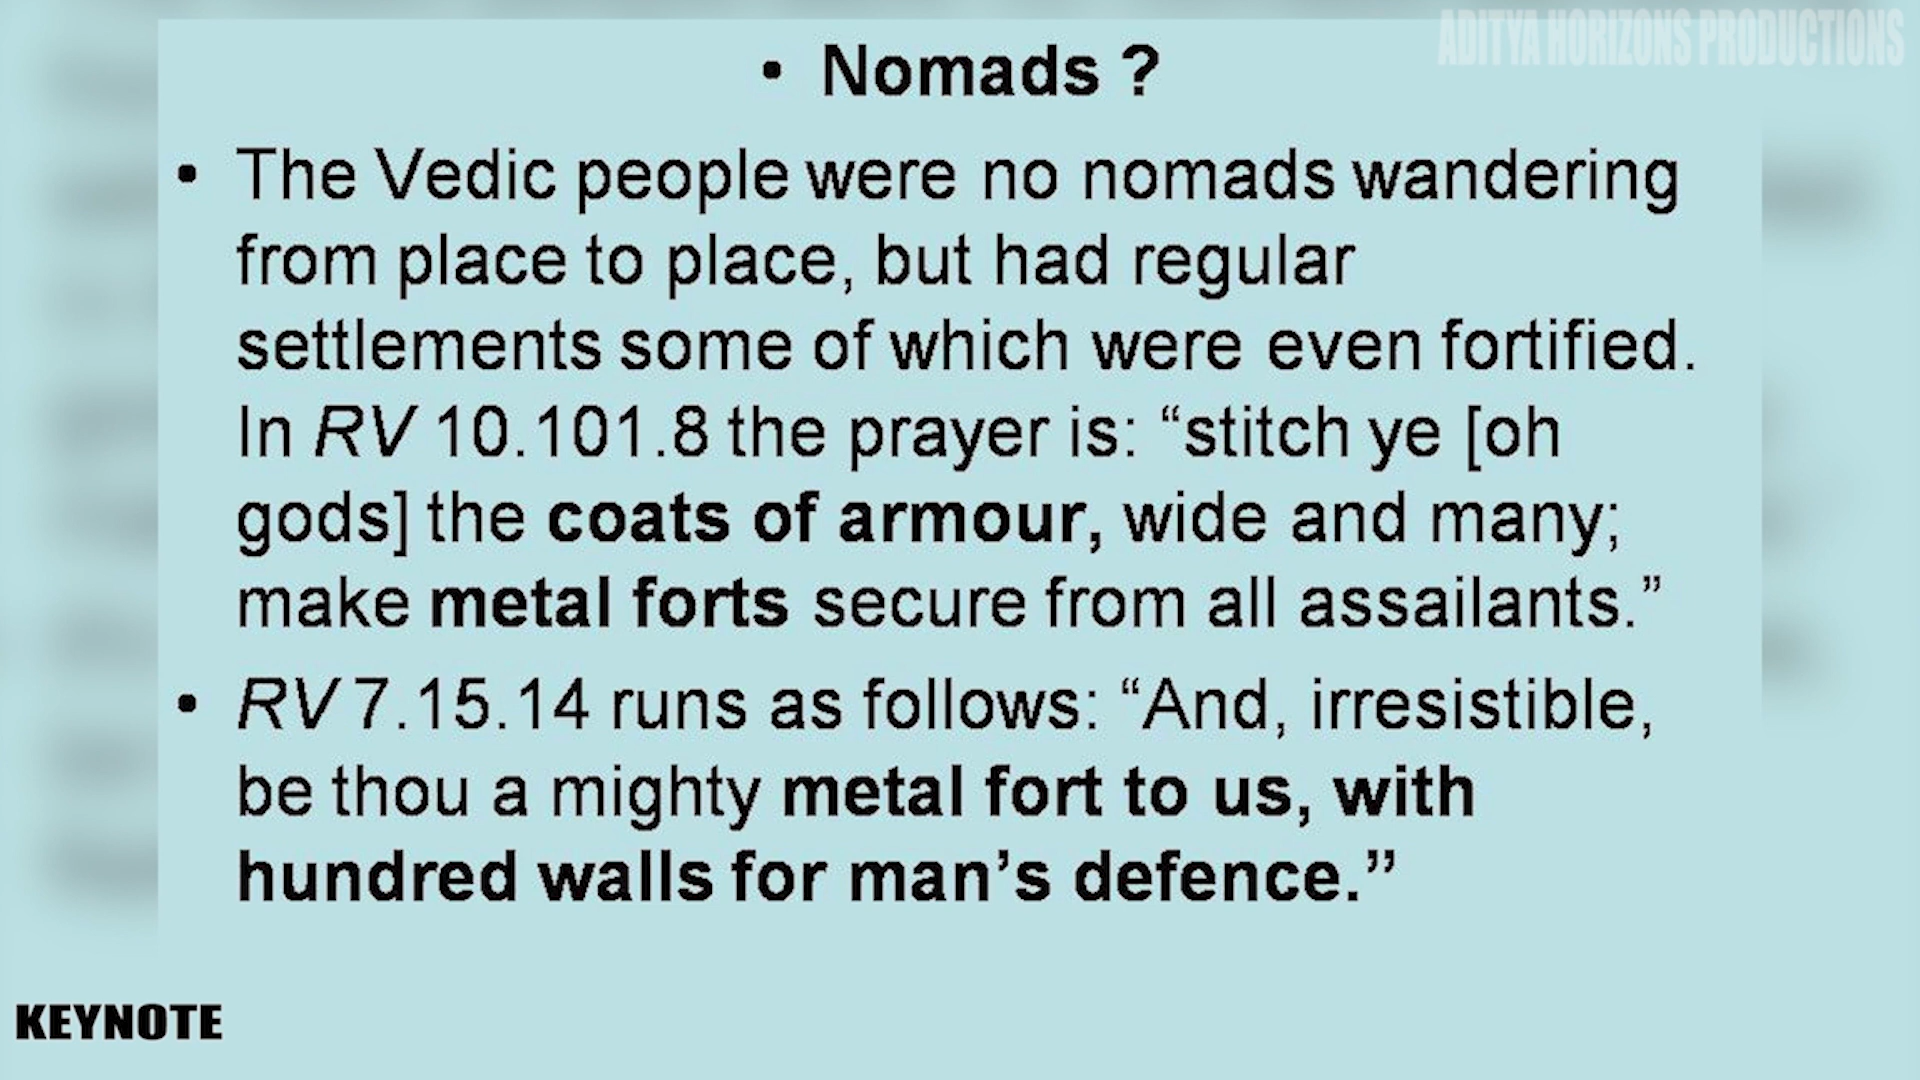 ADITYA HORIZONS PRODUCTIONS
• Nomads ?
• The Vedic people were no nomads wandering
from place to place, but had regular
settlements some of which were even fortified.
In RV 10.101.8 the prayer is: “stitch ye [oh
gods] the coats of armour, wide and many;
make metal forts secure from all assailants.”
• RV 7.15.14 runs as follows: “And, irresistible,
be thou a mighty metal fort to us, with
hundred walls for man’s defence.”
KEYNOTE